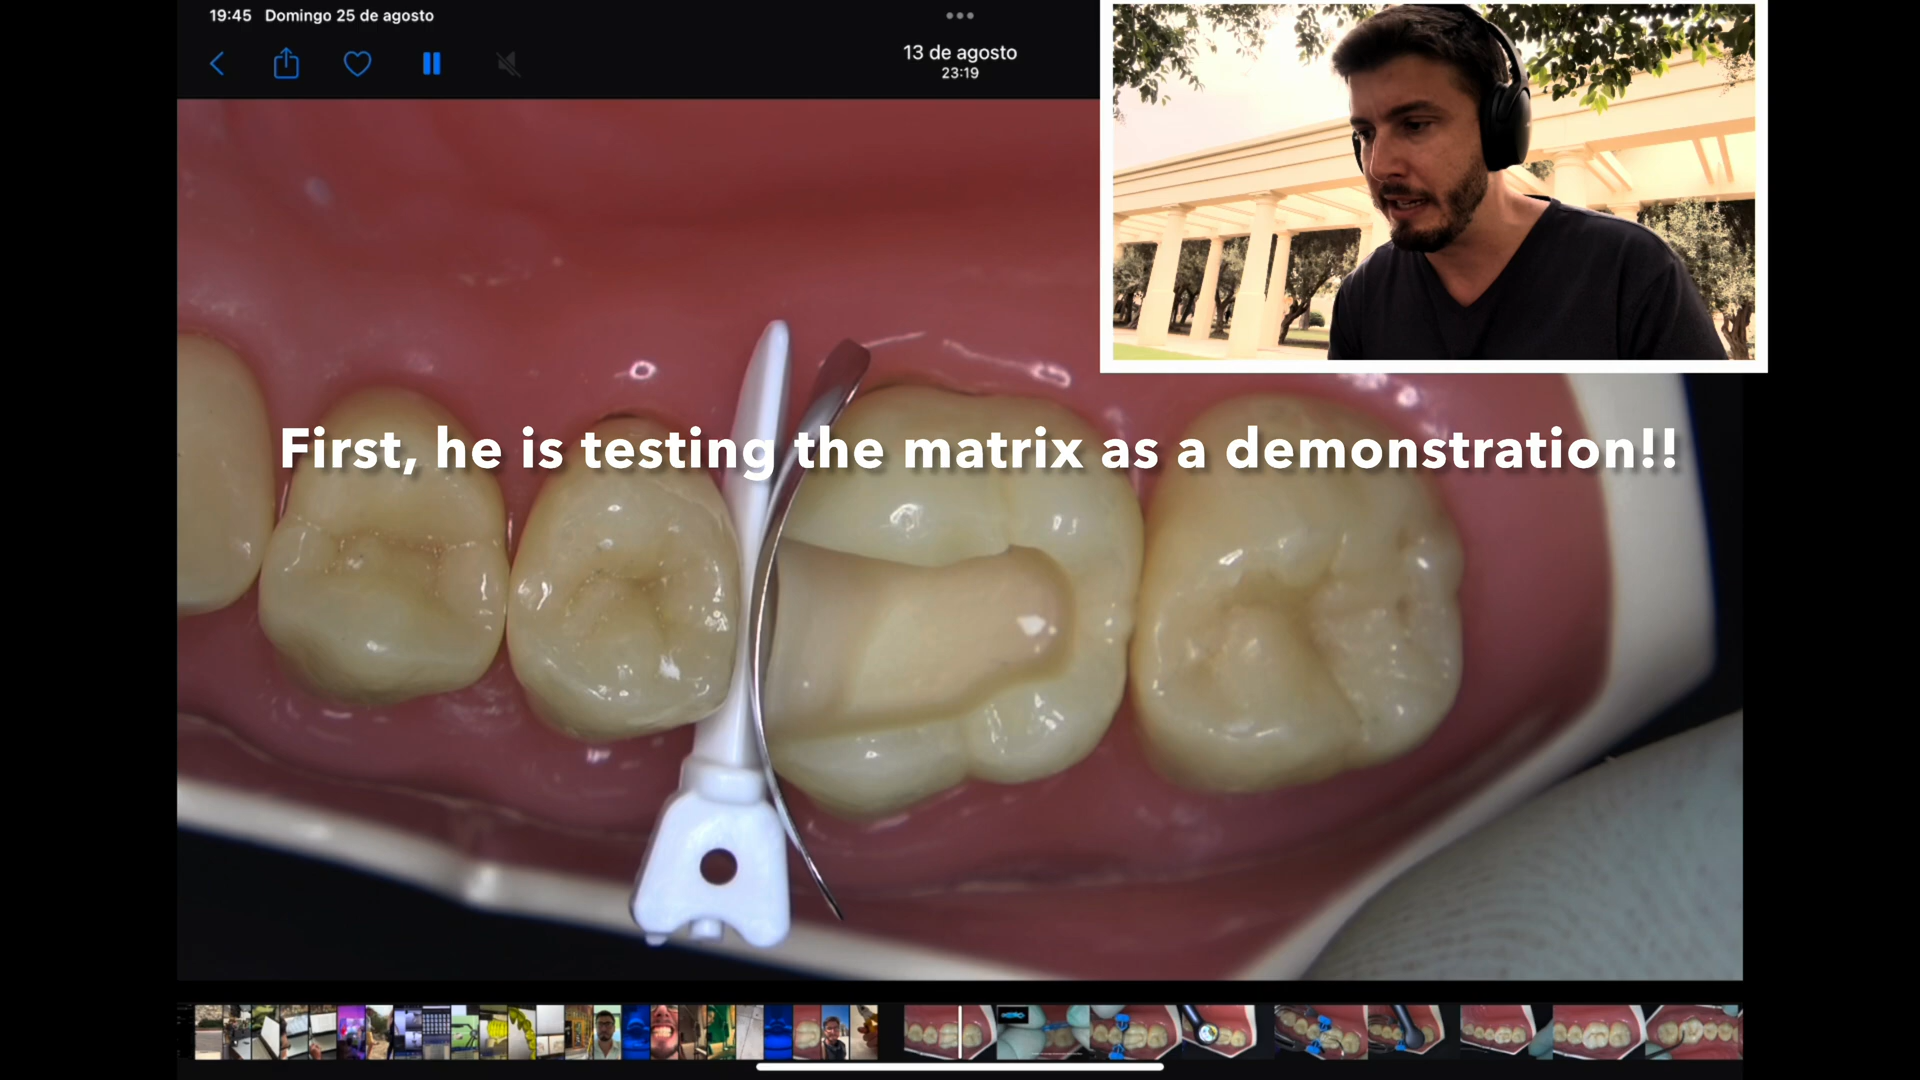 19:45 Domingo 25 de agosto
13 de agosto
23:19
First, he is testing the matrix as a demonstration!!